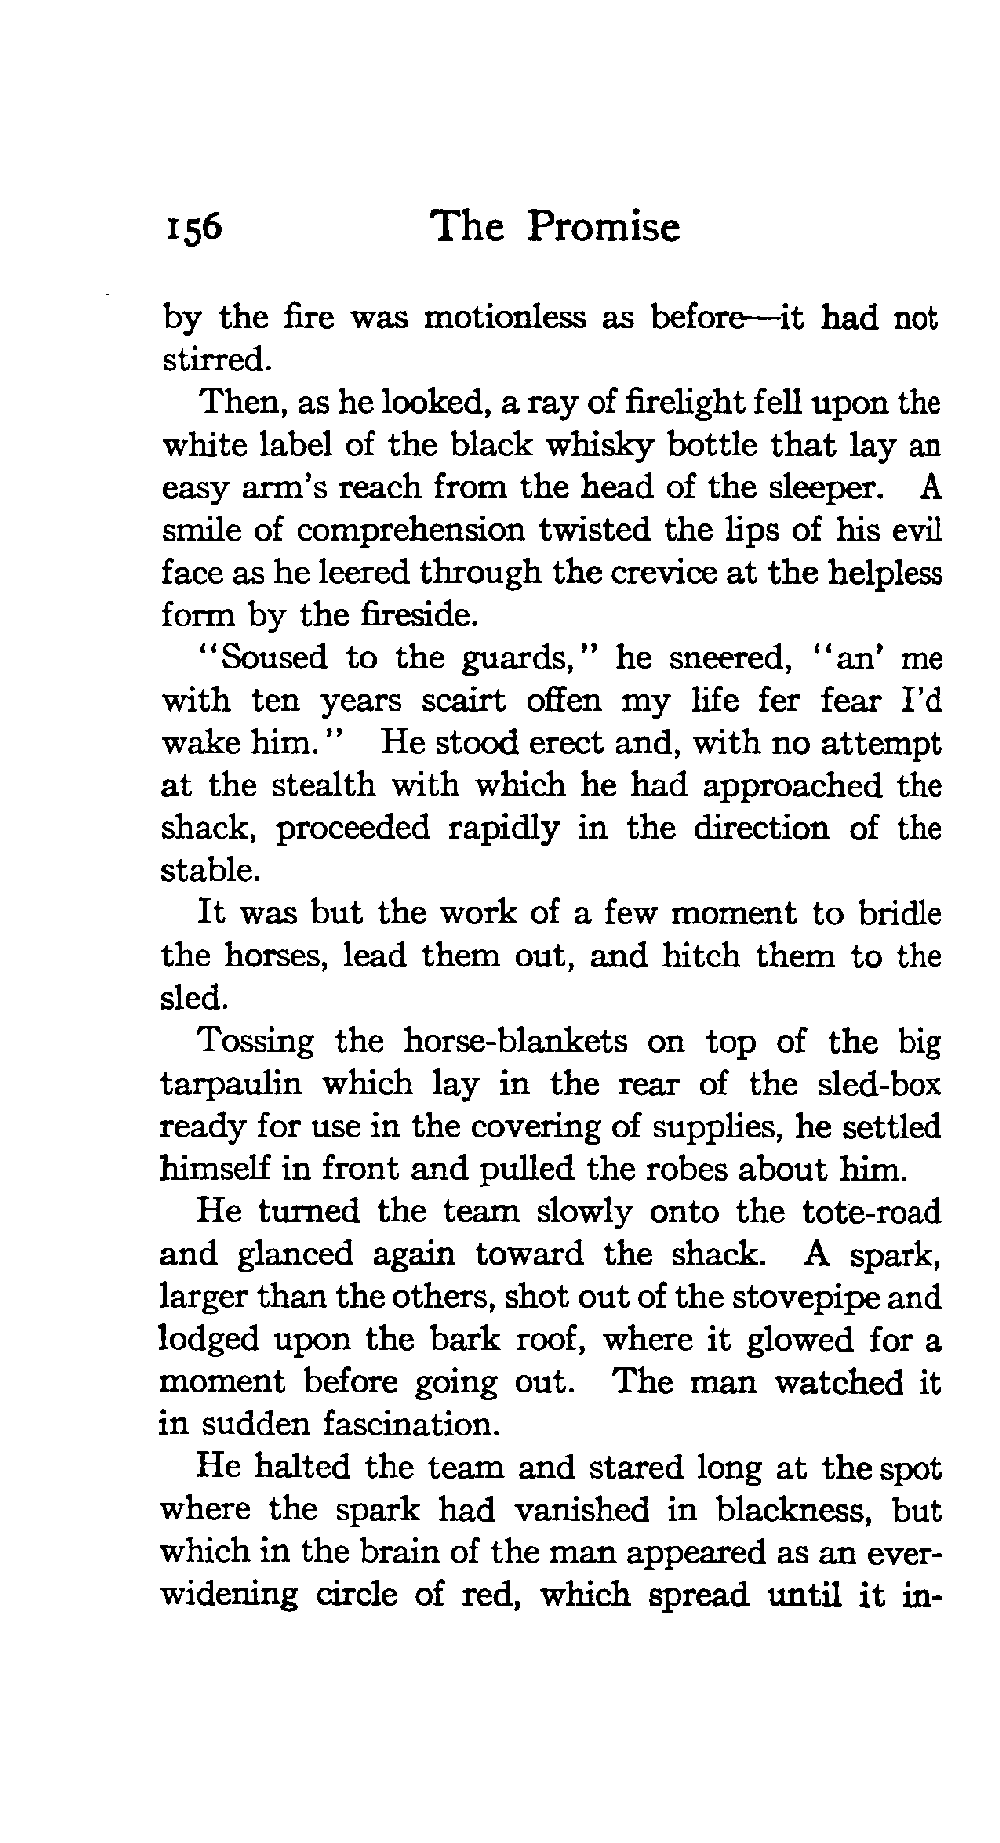 156 The Promise
by the fire was motionless as before—it had not
stirred.
Then, as he looked, a ray of firelight fell upon the
white label of the black whisky bottle that lay an
easy arm's reach from the head of the sleeper. A
smile of comprehension twisted the lips of his evil
face as he leered through the crevice at the helpless
form by the fireside.
"Soused to the guards," he sneered, "an' me
with ten years scairt offen my life fer fear I'd
wake him." He stood erect and, with no attempt
at the stealth with which he had approached the
shack, proceeded rapidly in the direction of the
stable.
It was but the work of a few moment to bridle
the horses, lead them out, and hitch them to the
sled.
Tossing the horse-blankets on top of the big
tarpaulin which lay in the rear of the sled-box
ready for use in the covering of supplies, he settled
himself in front and pulled the robes about him.
He turned the team slowly onto the tote-road
and glanced again toward the shack. A spark,
larger than the others, shot out of the stovepipe and
lodged upon the bark roof, where it glowed for a
moment before going out. The man watched it
in sudden fascination.
He halted the team and stared long at the spot
where the spark had vanished in blackness, but
which in the brain of the man appeared as an ever-
widening circle of red, which spread until it in-